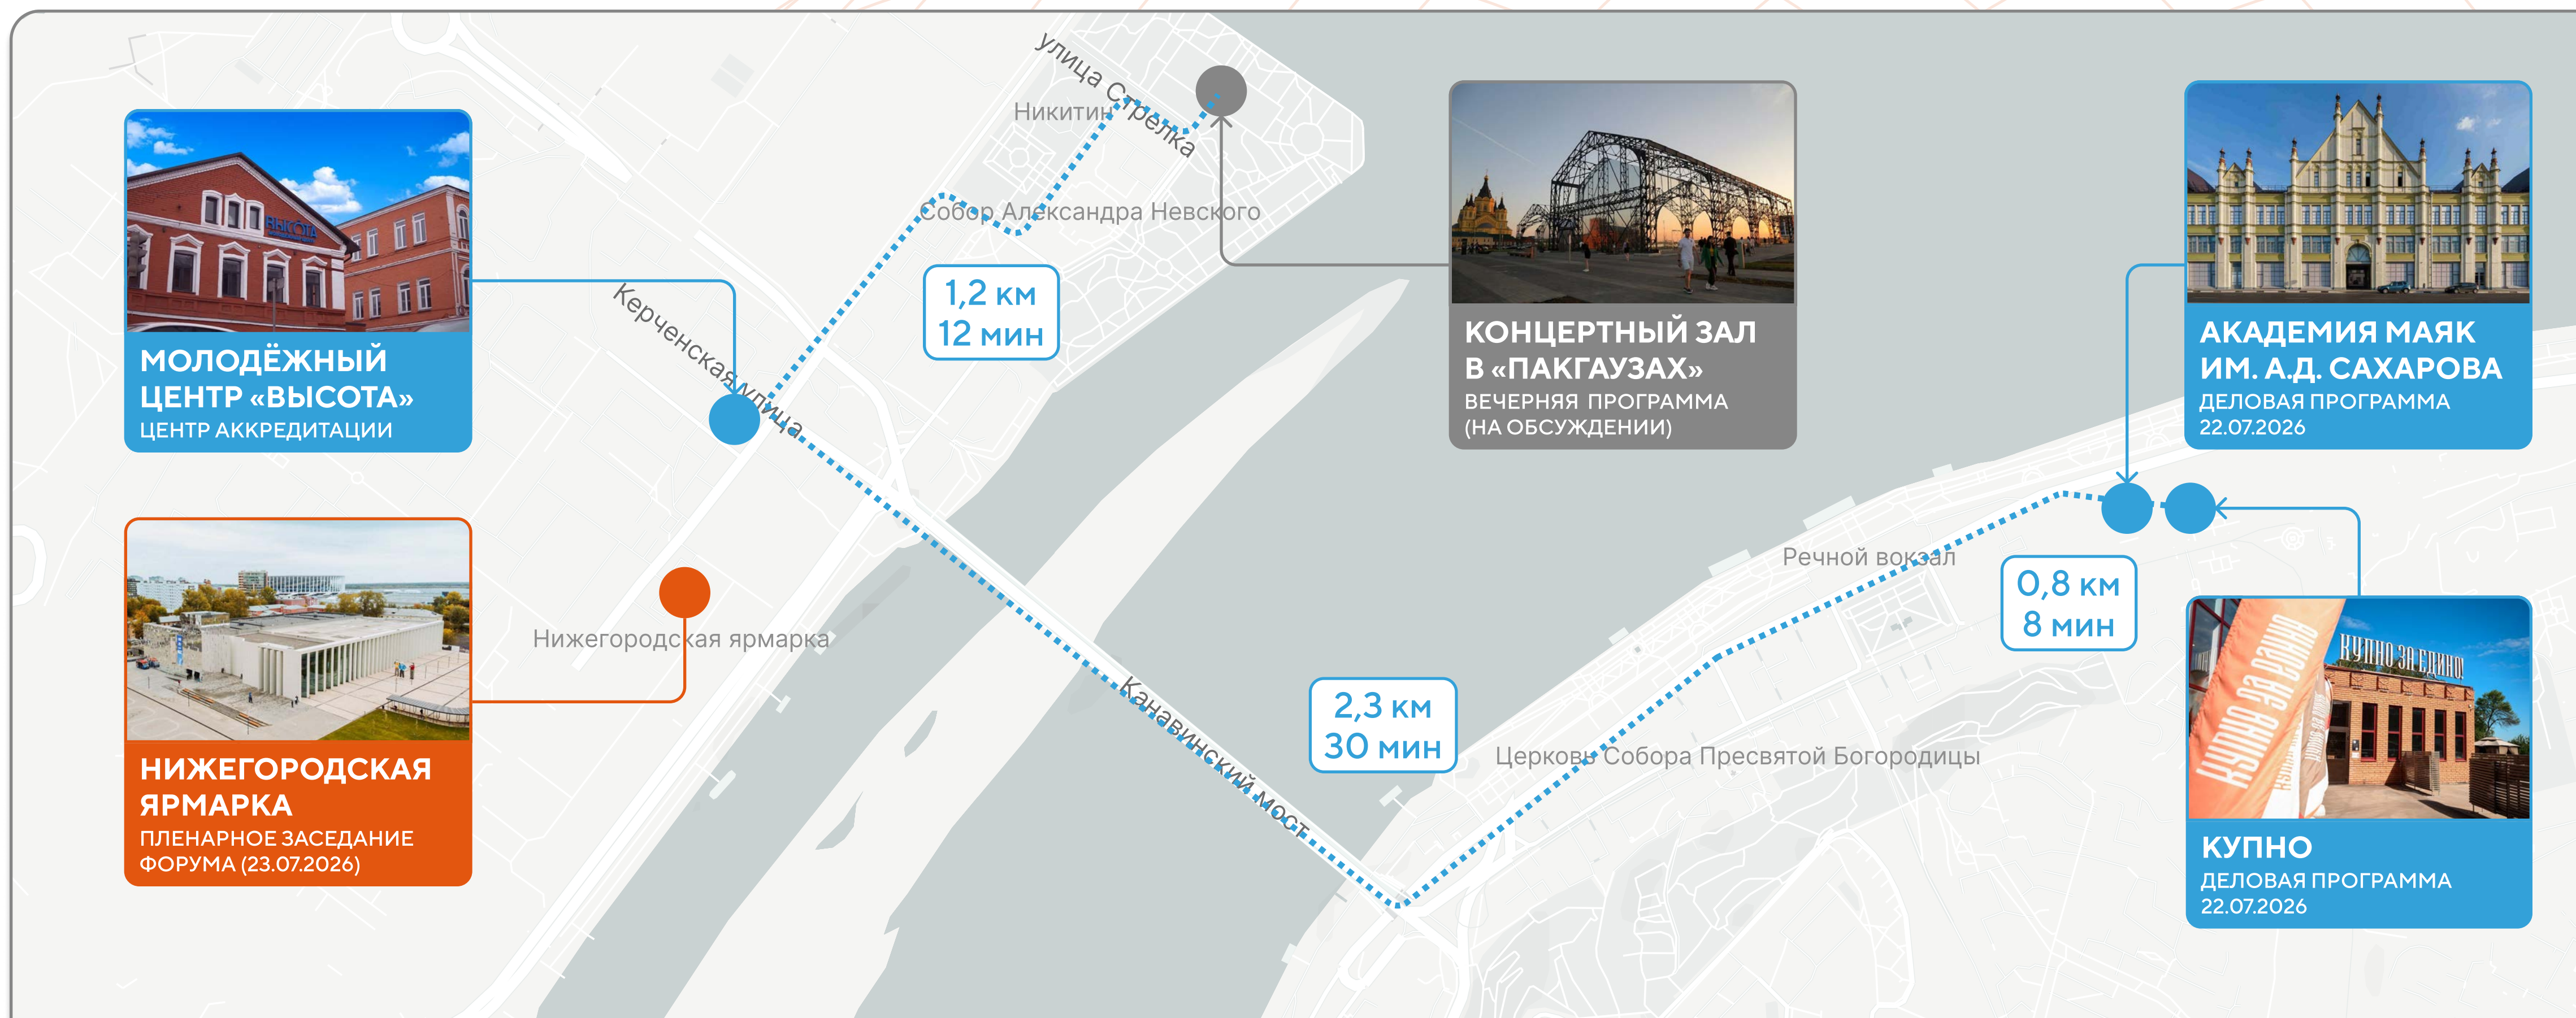 улица Стрелка
Никитин
Собор Александра Невского
1,2 км
12 мин
Керченская улица
ВЫСОТА
МОЛОДЁЖНЫЙ
ЦЕНТР «ВЫСОТА»
ЦЕНТР АККРЕДИТАЦИИ
КОНЦЕРТНЫЙ ЗАЛ
В «ПАКГАУЗАХ»
ВЕЧЕРНЯЯ ПРОГРАММА
(НА ОБСУЖДЕНИИ)
АКАДЕМИЯ МАЯК
ИМ. А.Д. САХАРОВА
ДЕЛОВАЯ ПРОГРАММА
22.07.2026
Речной вокзал
0,8 км
8 мин
Нижегородская ярмарка
Канавинский мост
2,3 км
30 мин
Церковь Собора Пресвятой Богородицы
НИЖЕГОРОДСКАЯ
ЯРМАРКА
ПЛЕНАРНОЕ ЗАСЕДАНИЕ
ФОРУМА (23.07.2026)
КУПНО ЗА ЕДИНО!
КУПНО
ДЕЛОВАЯ ПРОГРАММА
22.07.2026